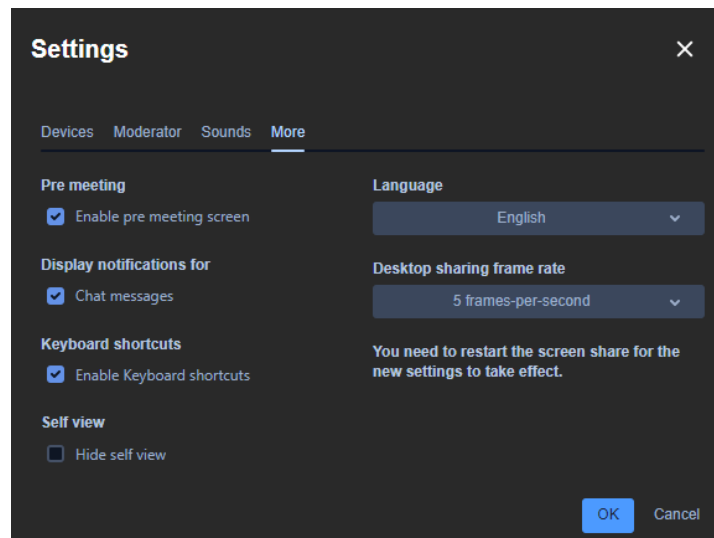 Settings
Devices Moderator Sounds More
Pre meeting
Enable pre meeting screen
Display notifications for
Chat messages
Keyboard shortcuts
Enable Keyboard shortcuts
Self view
Hide self view
Language
English
Desktop sharing frame rate
5 frames-per-second
You need to restart the screen share for the
new settings to take effect.
OK Cancel